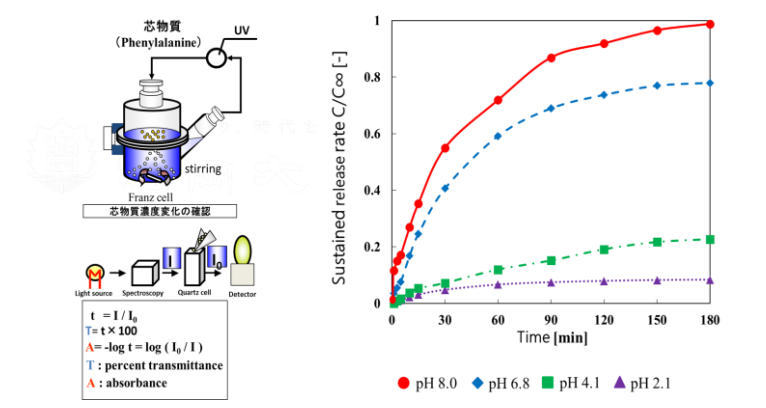 芯物質
(Phenylalanine)
UV
stirring
Franz cell
芯物質濃度変化の確認
I
I0
Light source
Spectroscopy
Quartz cell
Detector
t = I / I0
T= t × 100
A= -log t = log ( I0 / I )
T : percent transmittance
A : absorbance
Sustained release rate C/C∞ [-]
1
0.8
0.6
0.4
0.2
0
0 30 60 90 120 150 180
Time [min]
pH 8.0 pH 6.8 pH 4.1 pH 2.1